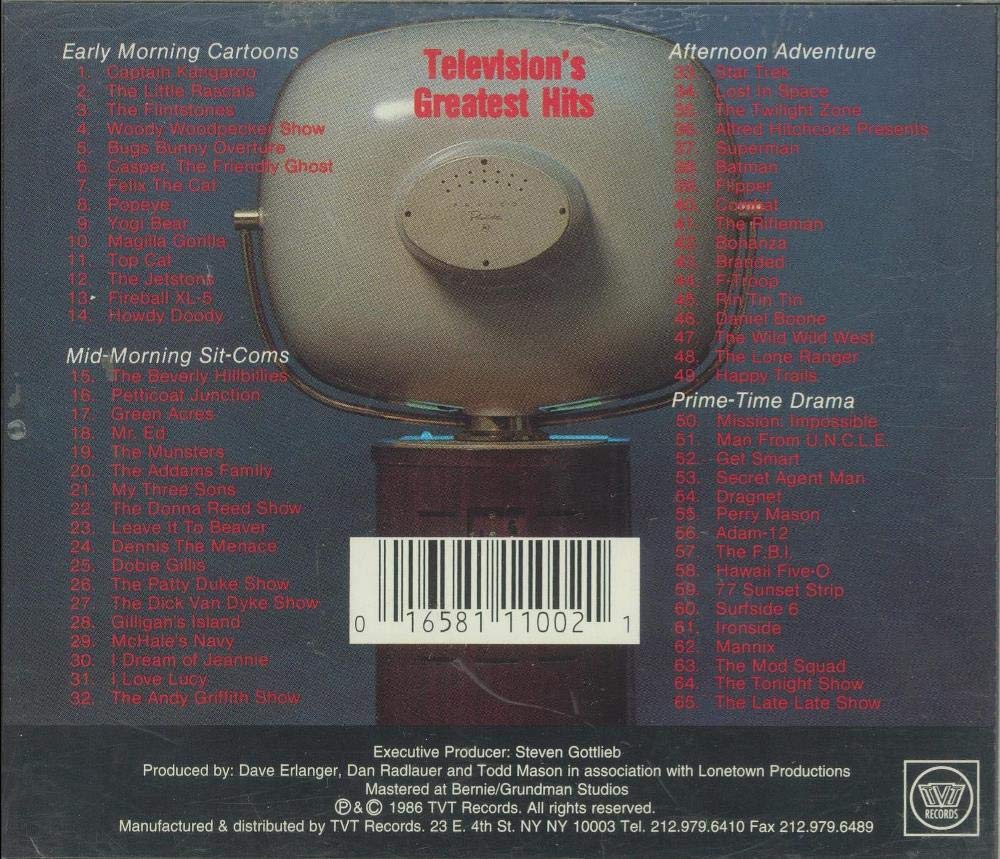 Television's
Greatest Hits
Early Morning Cartoons
1. Captain Kangaroo
2. The Little Rascals
3. The Flintstones
4. Woody Woodpecker Show
5. Bugs Bunny Overture
6. Casper, The Friendly Ghost
7. Felix The Cat
8. Popeye
9. Yogi Bear
10. Magilla Gorilla
11. Top Cat
12. The Jetstons
13. Fireball XL-5
14. Howdy Doody
Mid-Morning Sit-Coms
15. The Beverly Hillbillies
16. Petticoat Junction
17. Green Acres
18. Mr. Ed
19. The Munsters
20. The Addams Family
21. My Three Sons
22. The Donna Reed Show
23. Leave It To Beaver
24. Dennis The Menace
25. Dobie Gillis
26. The Patty Duke Show
27. The Dick Van Dyke Show
28. Gilligan's Island
29. McHale's Navy
30. I Dream of Jeannie
31. I Love Lucy
32. The Andy Griffith Show
Afternoon Adventure
33. Star Trek
34. Lost In Space
35. The Twilight Zone
36. Alfred Hitchcock Presents
37. Superman
38. Batman
39. Flipper
40. Combat
41. The Rifleman
42. Bonanza
43. Branded
44. F-Troop
45. Rin Tin Tin
46. Daniel Boone
47. The Wild Wild West
48. The Lone Ranger
49. Happy Trails
Prime-Time Drama
50. Mission: Impossible
51. Man From U.N.C.L.E.
52. Get Smart
53. Secret Agent Man
54. Dragnet
55. Perry Mason
56. Adam-12
57. The F.B.I.
58. Hawaii Five-O
59. 77 Sunset Strip
60. Surfside 6
61. Ironside
62. Mannix
63. The Mod Squad
64. The Tonight Show
65. The Late Late Show
0 16581 11002 1
Executive Producer: Steven Gottlieb
Produced by: Dave Erlanger, Dan Radlauer and Todd Mason in association with Lonetown Productions
Mastered at Bernie/Grundman Studios
℗&© 1986 TVT Records. All rights reserved.
Manufactured & distributed by TVT Records. 23 E. 4th St. NY NY 10003 Tel. 212.979.6410 Fax 212.979.6489
TVT
RECORDS